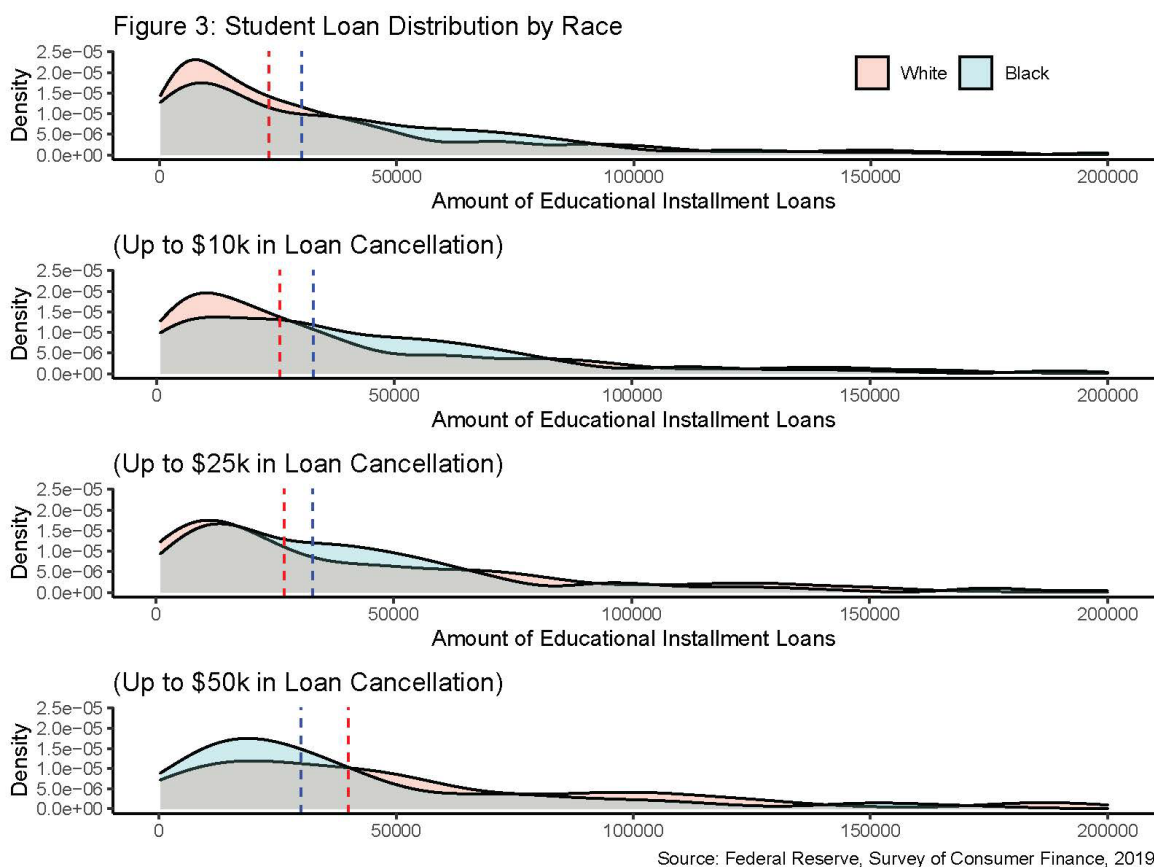 Figure 3: Student Loan Distribution by Race
2.5e−05
2.0e−05
1.5e−05
1.0e−05
5.0e−06
0.0e+00
Density
White Black
0 50000 100000 150000 200000
Amount of Educational Installment Loans
(Up to $10k in Loan Cancellation)
2.5e−05
2.0e−05
1.5e−05
1.0e−05
5.0e−06
0.0e+00
Density
0 50000 100000 150000 200000
Amount of Educational Installment Loans
(Up to $25k in Loan Cancellation)
2.5e−05
2.0e−05
1.5e−05
1.0e−05
5.0e−06
0.0e+00
Density
0 50000 100000 150000 200000
Amount of Educational Installment Loans
(Up to $50k in Loan Cancellation)
2.5e−05
2.0e−05
1.5e−05
1.0e−05
5.0e−06
0.0e+00
Density
0 50000 100000 150000 200000
Source: Federal Reserve, Survey of Consumer Finance, 2019